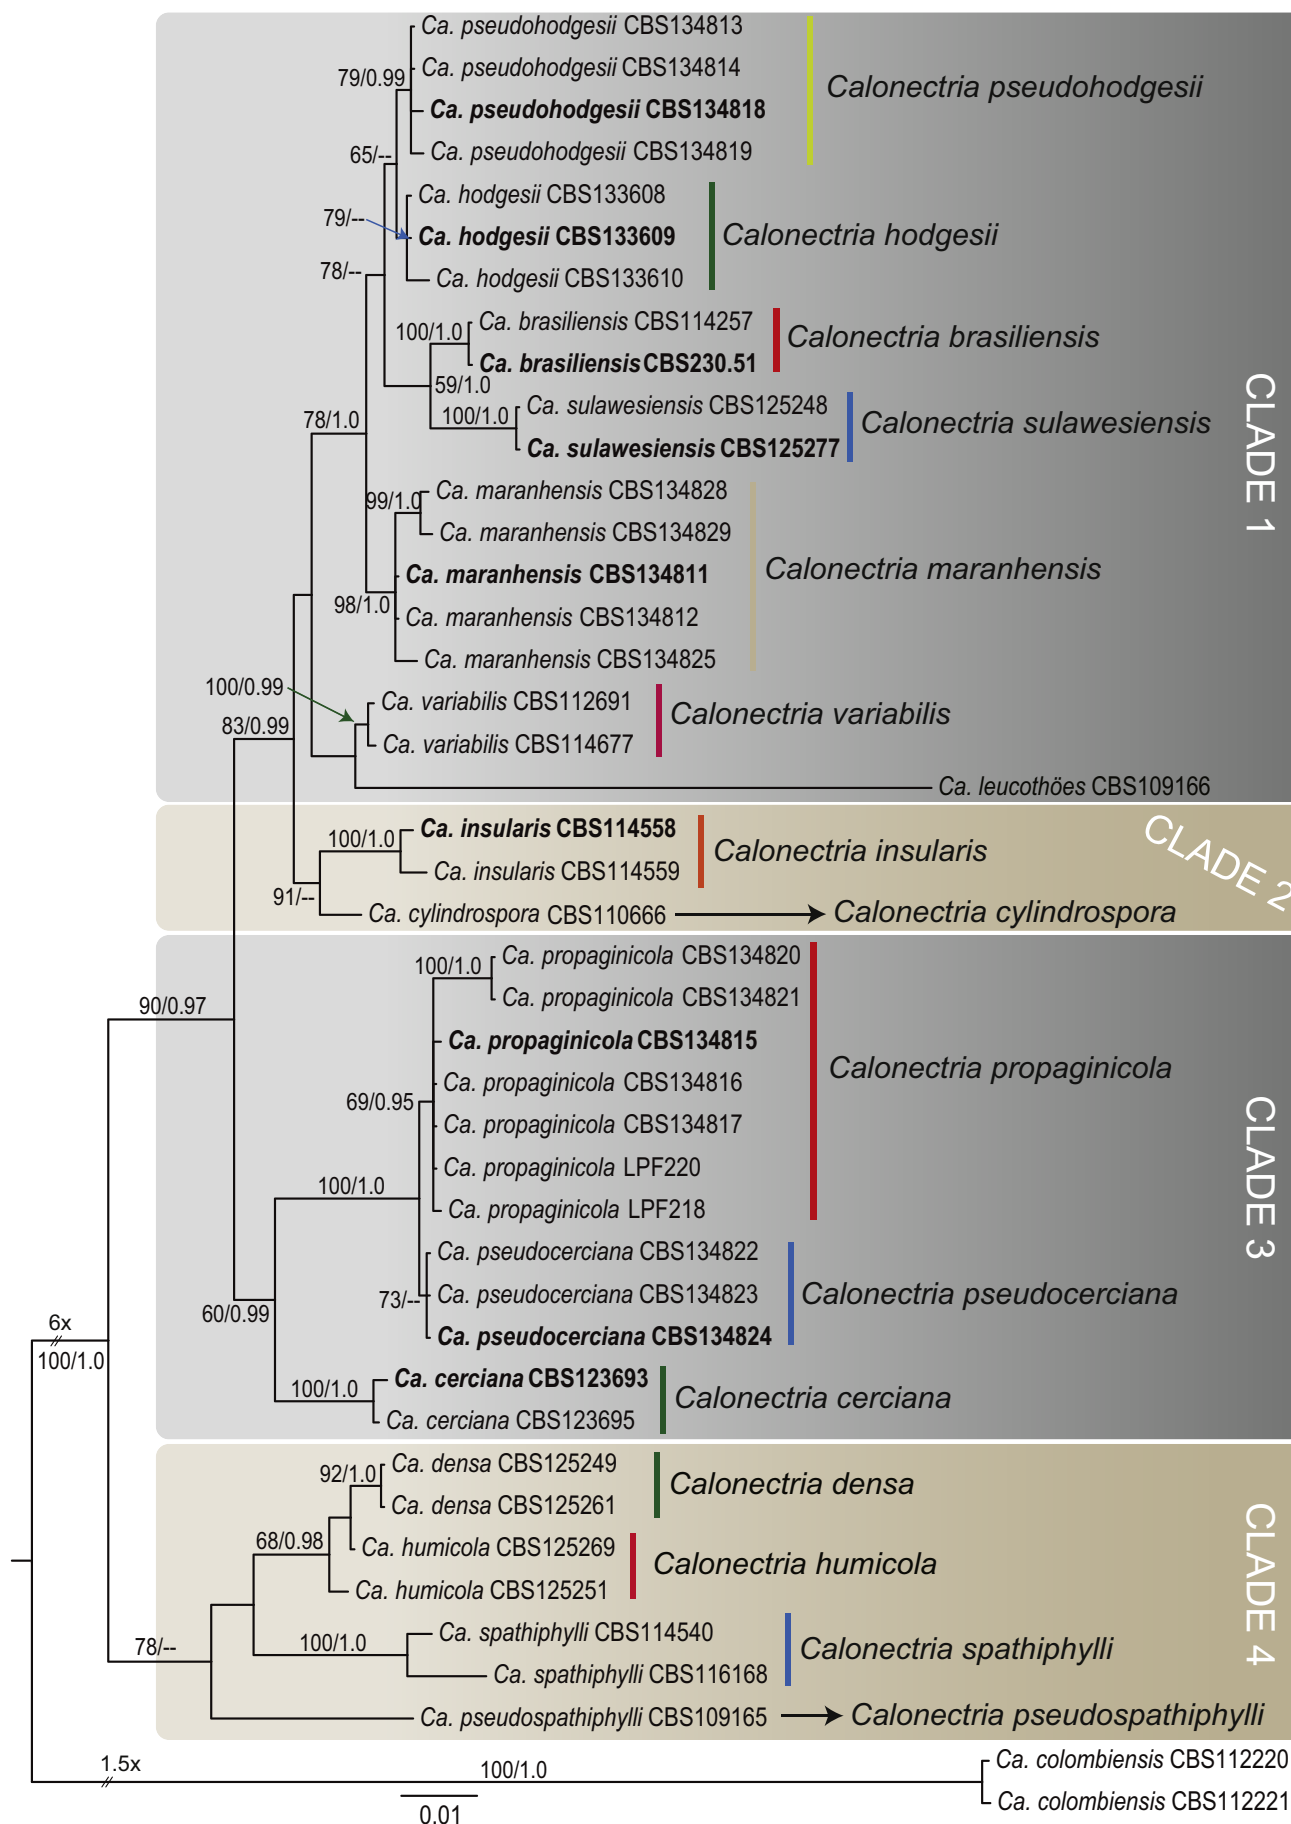 Ca. pseudohodgesii CBS134813
79/0.99
Ca. pseudohodgesii CBS134814
Calonectria pseudohodgesii
Ca. pseudohodgesii CBS134818
65/--
Ca. pseudohodgesii CBS134819
Ca. hodgesii CBS133608
79/--
Ca. hodgesii CBS133609
Calonectria hodgesii
78/--
Ca. hodgesii CBS133610
Ca. brasiliensis CBS114257
100/1.0
Calonectria brasiliensis
Ca. brasiliensis CBS230.51
59/1.0
Ca. sulawesiensis CBS125248
100/1.0
Calonectria sulawesiensis
78/1.0
Ca. sulawesiensis CBS125277
CLADE 1
Ca. maranhensis CBS134828
99/1.0
Ca. maranhensis CBS134829
Ca. maranhensis CBS134811
Calonectria maranhensis
98/1.0
Ca. maranhensis CBS134812
Ca. maranhensis CBS134825
100/0.99
Ca. variabilis CBS112691
Calonectria variabilis
83/0.99
Ca. variabilis CBS114677
Ca. leucothöes CBS109166
Ca. insularis CBS114558
100/1.0
Calonectria insularis
CLADE 2
Ca. insularis CBS114559
91/--
Ca. cylindrospora CBS110666
Calonectria cylindrospora
Ca. propaginicola CBS134820
100/1.0
Ca. propaginicola CBS134821
90/0.97
Ca. propaginicola CBS134815
Calonectria propaginicola
Ca. propaginicola CBS134816
69/0.95
Ca. propaginicola CBS134817
Ca. propaginicola LPF220
CLADE 3
100/1.0
Ca. propaginicola LPF218
Ca. pseudocerciana CBS134822
Ca. pseudocerciana CBS134823
Calonectria pseudocerciana
73/--
60/0.99
6x
Ca. pseudocerciana CBS134824
100/1.0
Ca. cerciana CBS123693
100/1.0
Calonectria cerciana
Ca. cerciana CBS123695
Ca. densa CBS125249
92/1.0
Calonectria densa
Ca. densa CBS125261
68/0.98
Ca. humicola CBS125269
Calonectria humicola
CLADE 4
Ca. humicola CBS125251
Ca. spathiphylli CBS114540
78/--
100/1.0
Calonectria spathiphylli
Ca. spathiphylli CBS116168
Ca. pseudospathiphylli CBS109165
Calonectria pseudospathiphylli
1.5x
100/1.0
Ca. colombiensis CBS112220
Ca. colombiensis CBS112221
0.01